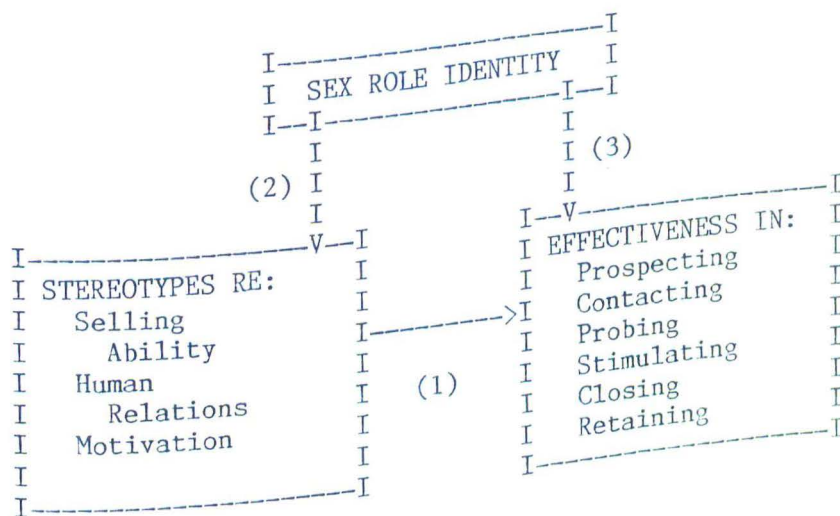 SEX ROLE IDENTITY
(2)
(3)
STEREOTYPES RE:
Selling
Ability
Human
Relations
Motivation
(1)
EFFECTIVENESS IN:
Prospecting
Contacting
Probing
Stimulating
Closing
Retaining